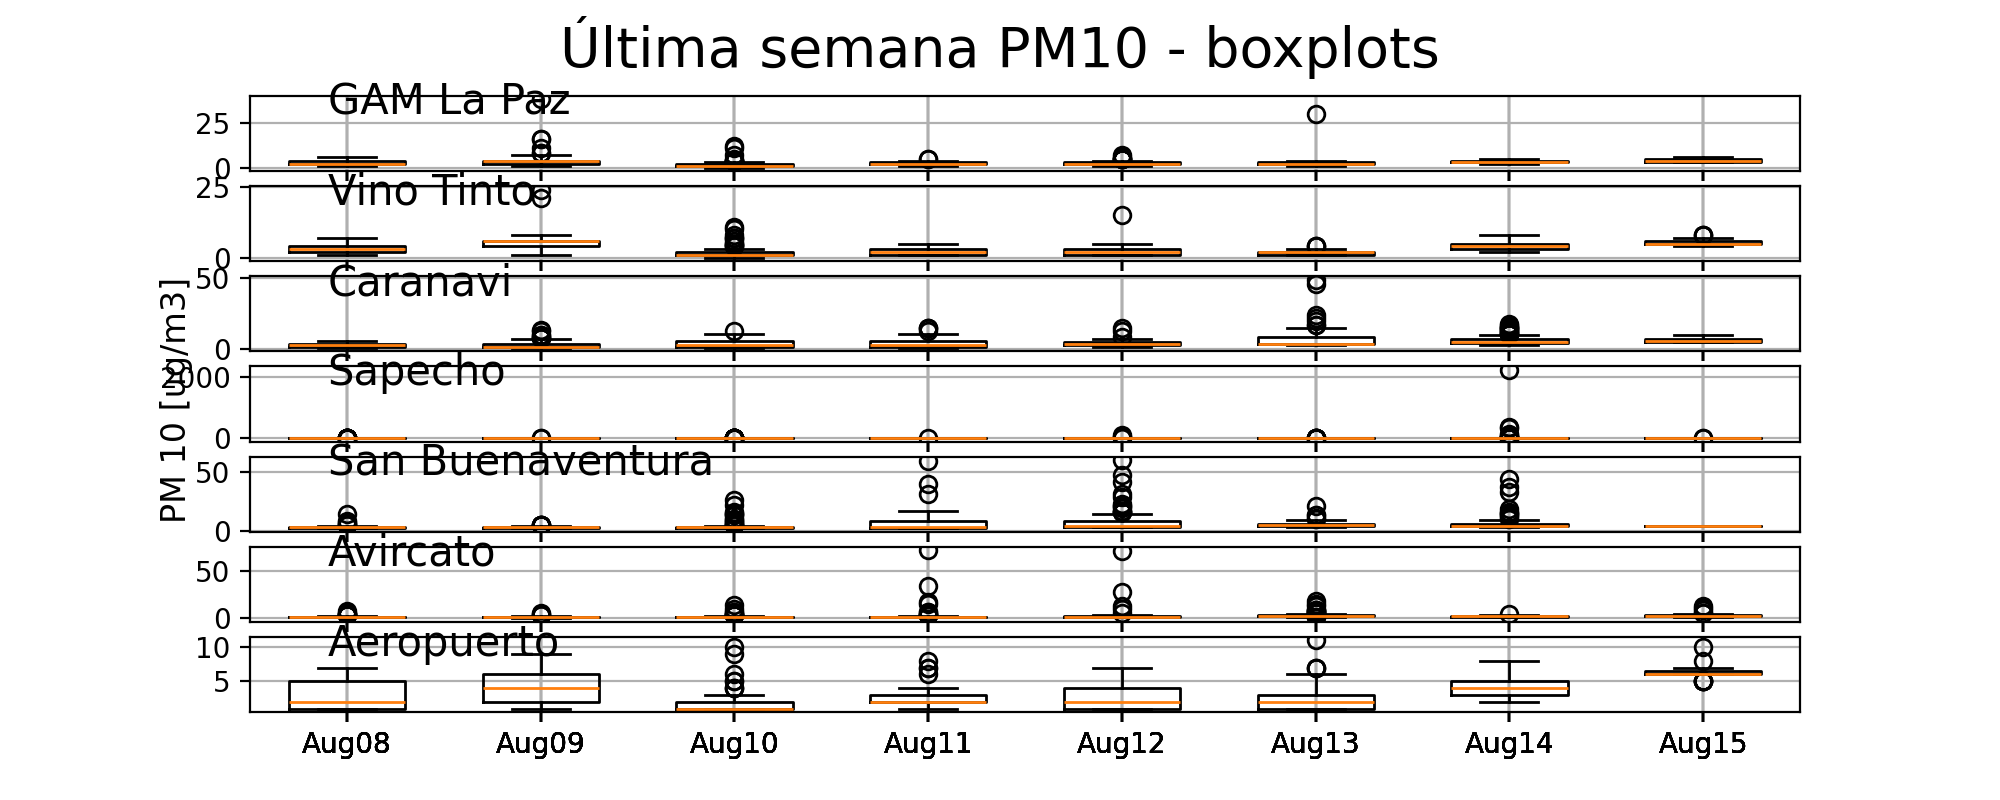 Última semana PM10 - boxplots
GAM La Paz
25
0
Vino Tinto
25
0
Caranavi
50
0
PM 10 [ug/m3]
Sapecho
2000
0
San Buenaventura
50
0
Avircato
50
0
Aeropuerto
10
5
Aug08 Aug09 Aug10 Aug11 Aug12 Aug13 Aug14 Aug15